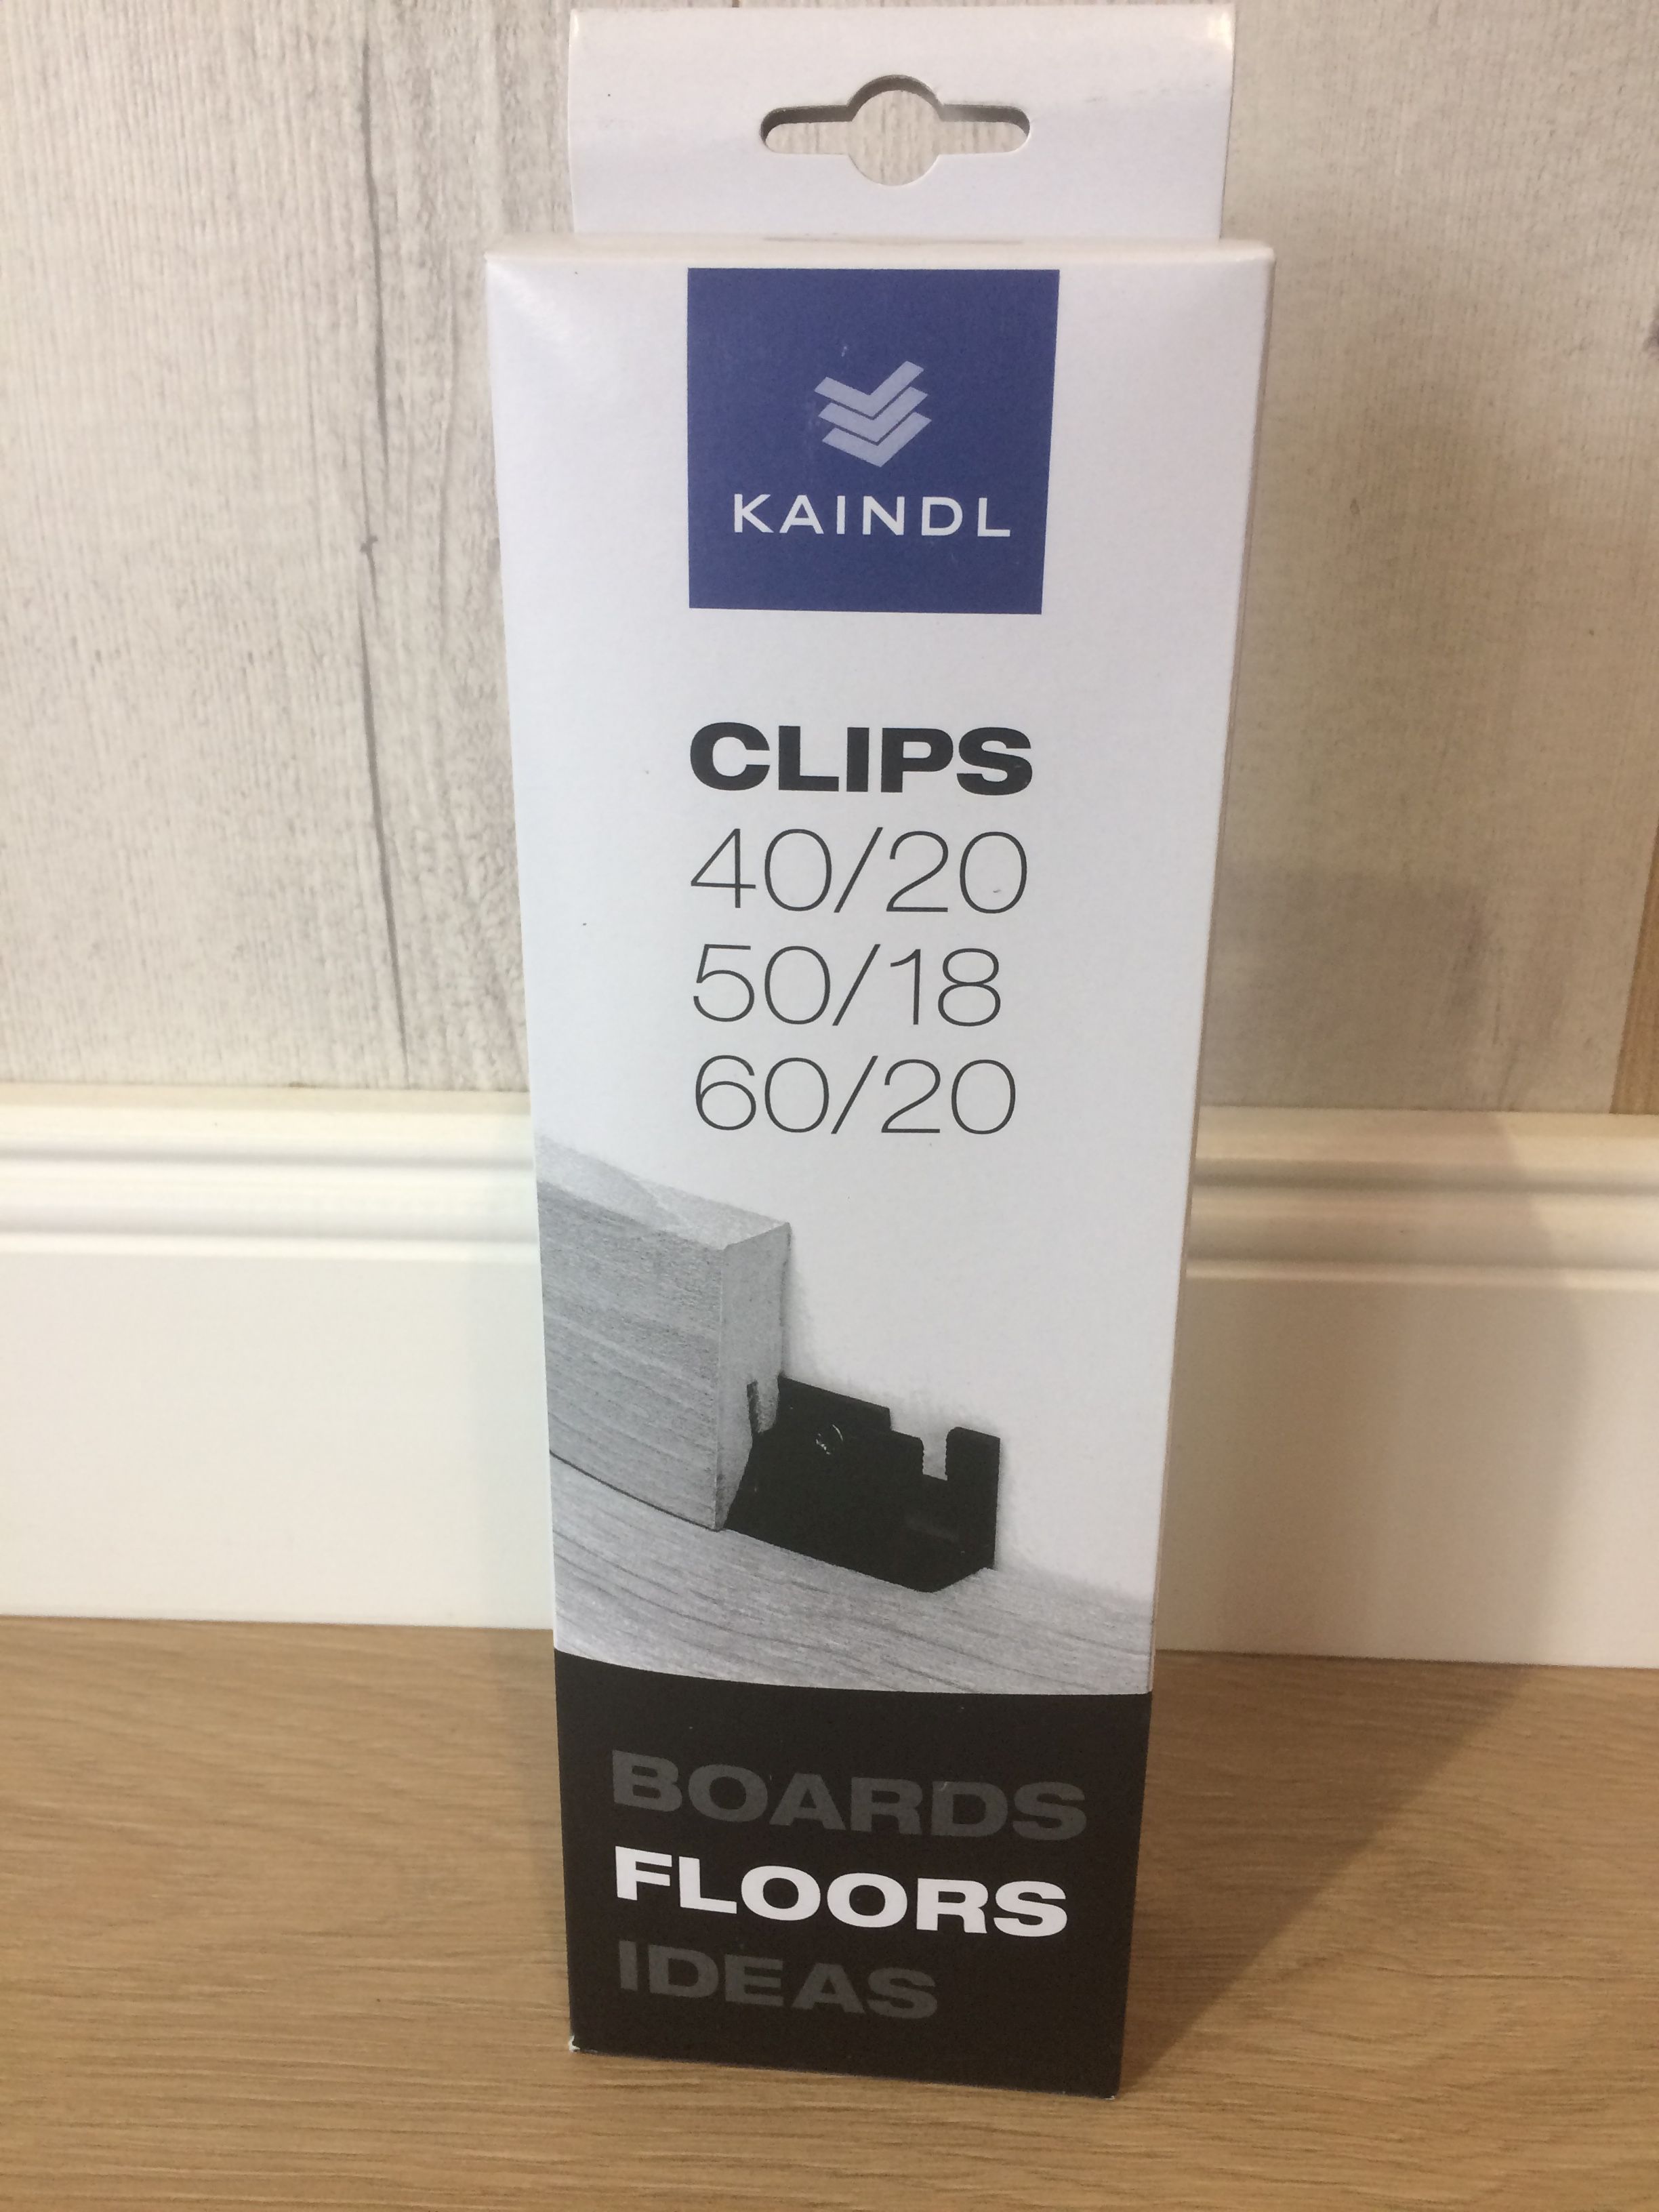 KAINDL
CLIPS
40/20
50/18
60/20
BOARDS
FLOORS
IDEAS